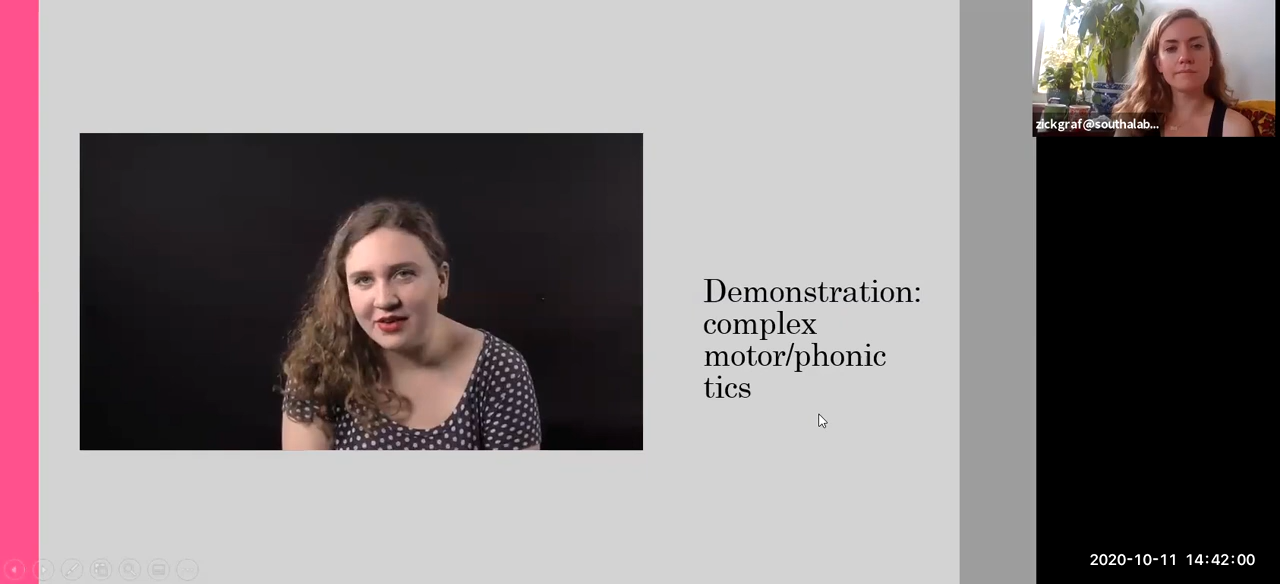 zickgraf@southalab...
Demonstration:
complex
motor/phonic
tics
2020-10-11 14:42:00